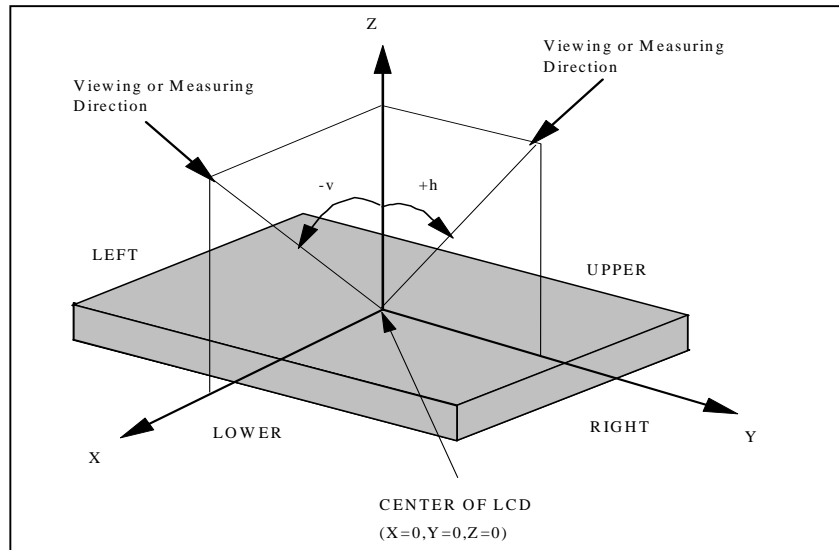 Z
Viewing or Measuring
Direction
Viewing or Measuring
Direction
-v
+h
LEFT
UPPER
LOWER
RIGHT
X
Y
CENTER OF LCD
(X=0,Y=0,Z=0)